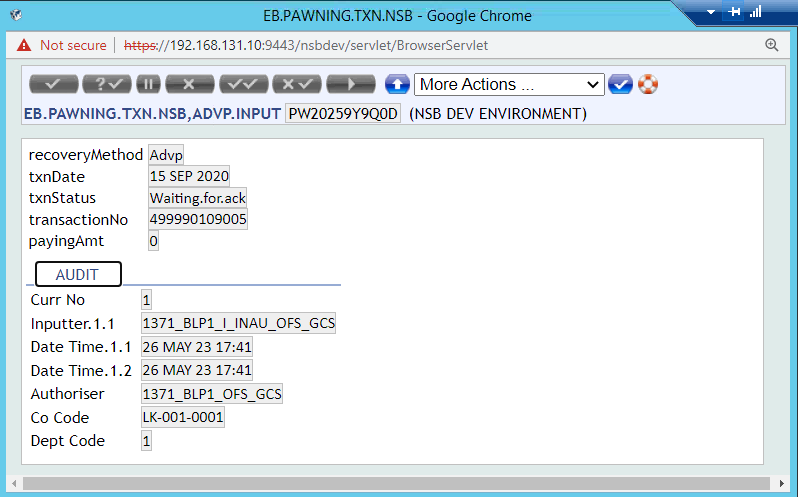 EB.PAWNING.TXN.NSB - Google Chrome
Not secure | https://192.168.131.10:9443/nsbdev/servlet/BrowserServlet
More Actions ...
EB.PAWNING.TXN.NSB,ADVP.INPUT PW20259Y9Q0D (NSB DEV ENVIRONMENT)
recoveryMethod Advp
txnDate 15 SEP 2020
txnStatus Waiting.for.ack
transactionNo 499990109005
payingAmt 0
AUDIT
Curr No 1
Inputter.1.1 1371_BLP1_I_INAU_OFS_GCS
Date Time.1.1 26 MAY 23 17:41
Date Time.1.2 26 MAY 23 17:41
Authoriser 1371_BLP1_OFS_GCS
Co Code LK-001-0001
Dept Code 1